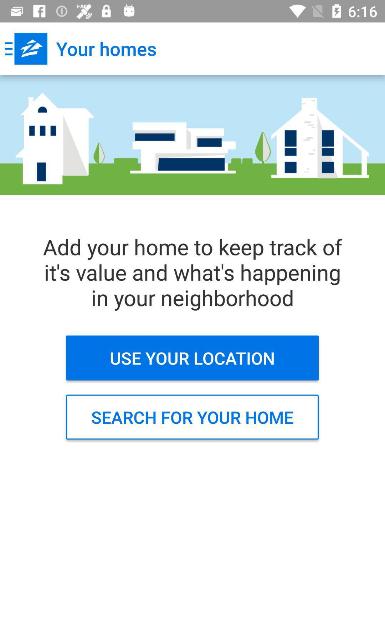 6:16
Your homes
Add your home to keep track of
it's value and what's happening
in your neighborhood
USE YOUR LOCATION
SEARCH FOR YOUR HOME